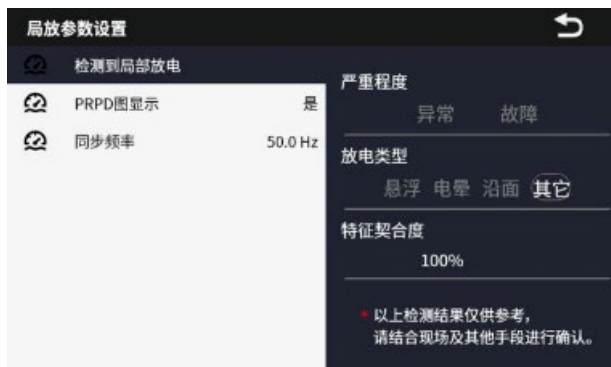 局放参数设置
检测到局部放电
PRPD图显示 是
同步频率 50.0 Hz
严重程度
异常 故障
放电类型
悬浮 电晕 沿面 其它
特征契合度
100%
* 以上检测结果仅供参考，
请结合现场及其他手段进行确认。